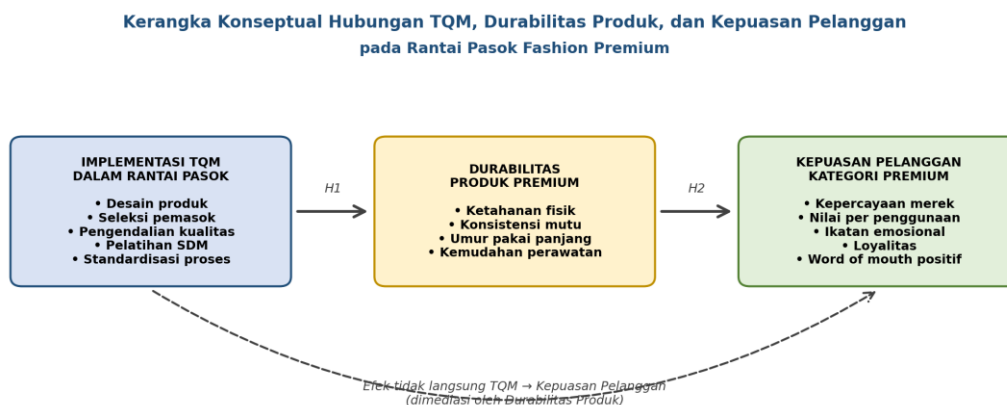 Kerangka Konseptual Hubungan TQM, Durabilitas Produk, dan Kepuasan Pelanggan
pada Rantai Pasok Fashion Premium
IMPLEMENTASI TQM
DALAM RANTAI PASOK
• Desain produk
• Seleksi pemasok
• Pengendalian kualitas
• Pelatihan SDM
• Standardisasi proses
H1
DURABILITAS
PRODUK PREMIUM
• Ketahanan fisik
• Konsistensi mutu
• Umur pakai panjang
• Kemudahan perawatan
H2
KEPUASAN PELANGGAN
KATEGORI PREMIUM
• Kepercayaan merek
• Nilai per penggunaan
• Ikatan emosional
• Loyalitas
• Word of mouth positif
Efek tidak langsung TQM → Kepuasan Pelanggan
(dimediasi oleh Durabilitas Produk)